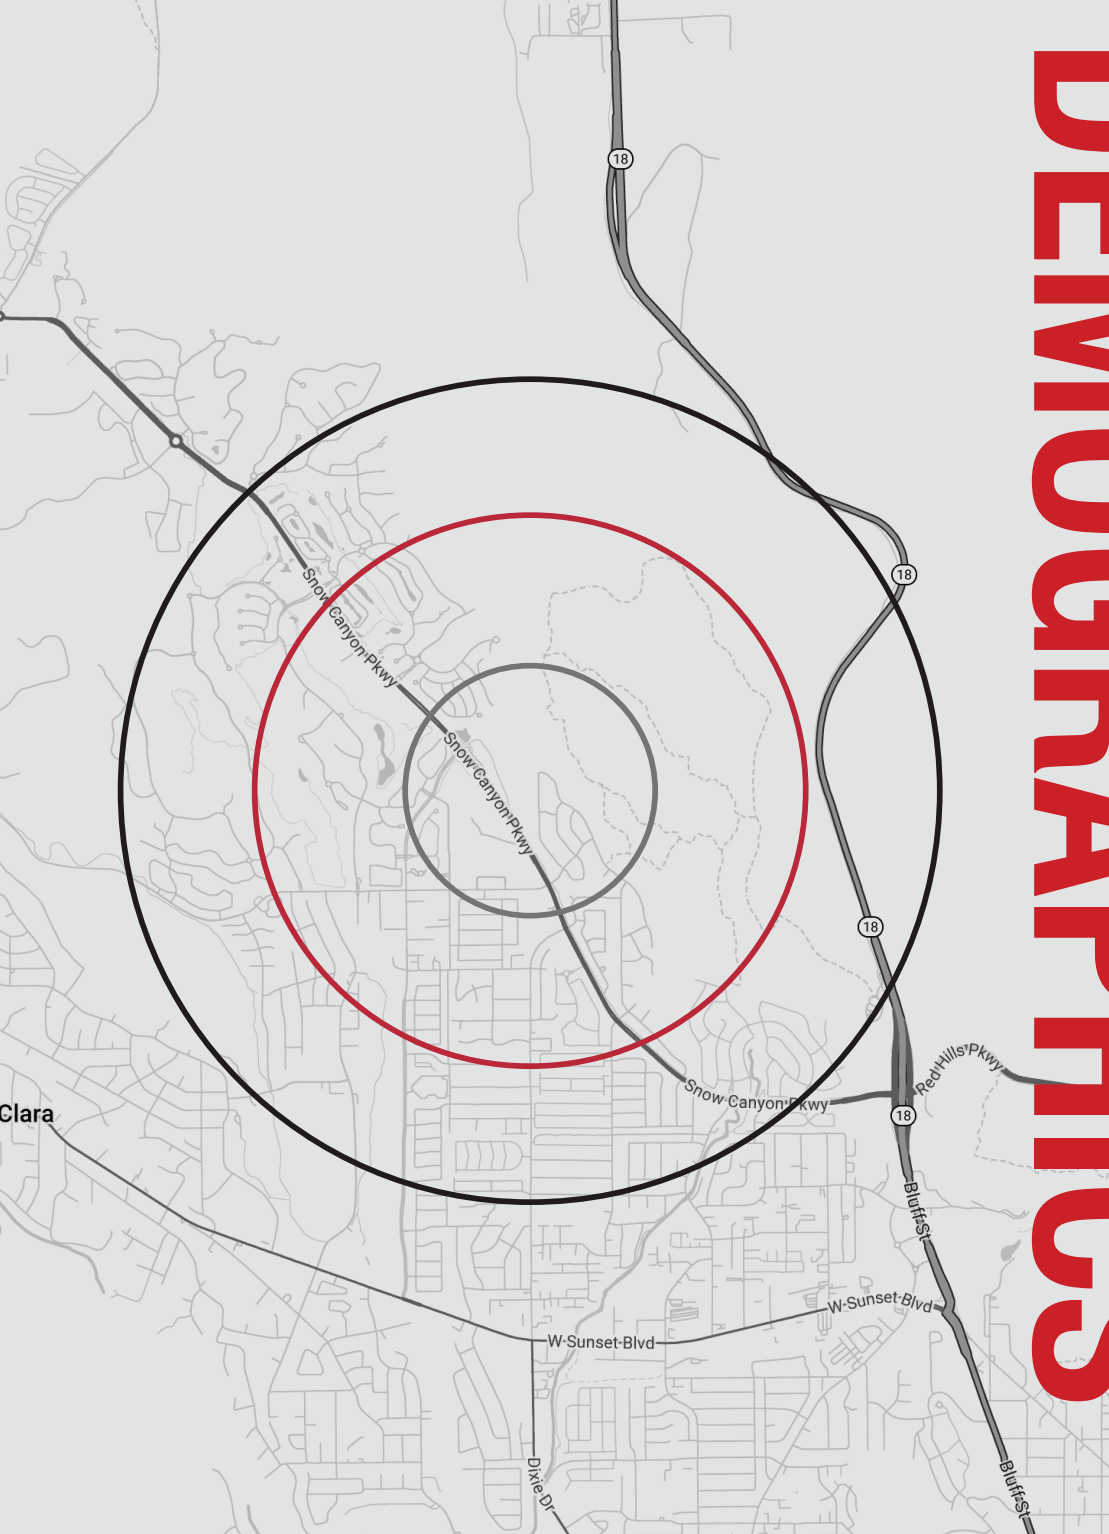 DEMOGRAPHICS
18
18
Snow Canyon Pkwy
Snow Canyon Pkwy
18
Red Hills Pkwy
Snow Canyon Pkwy
Clara
18
Bluff St
W Sunset Blvd
W Sunset Blvd
Dixie Dr
Bluff St